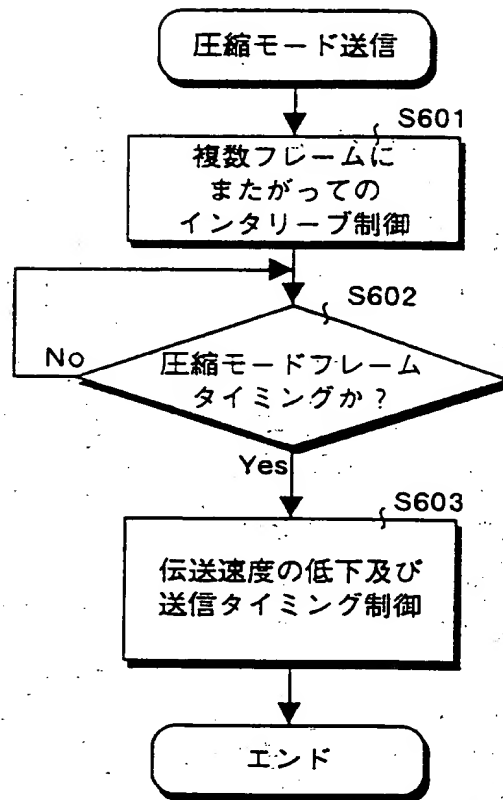 圧縮モード送信
S601
複数フレームに
またがっての
インタリーブ制御
S602
No
圧縮モードフレーム
タイミングか？
Yes
S603
伝送速度の低下及び
送信タイミング制御
エンド